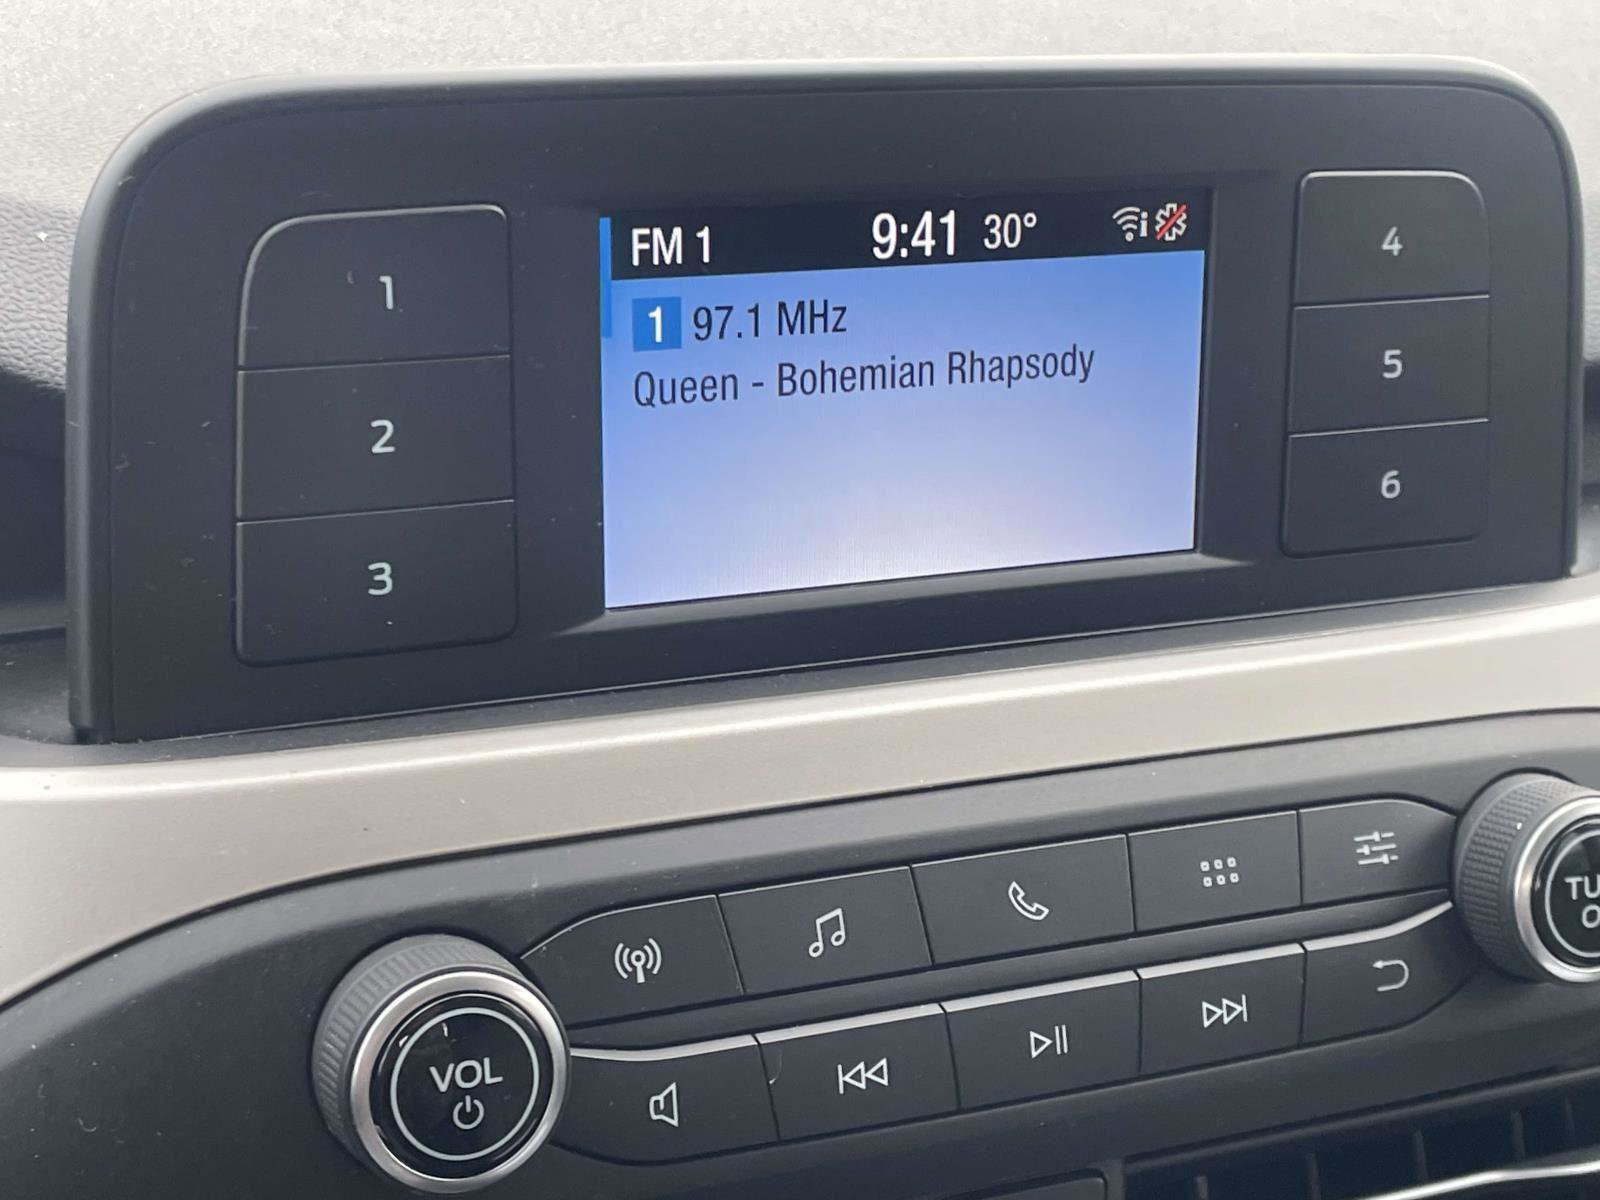 FM 1 9:41 30°
1 97.1 MHz
Queen - Bohemian Rhapsody
1
2
3
4
5
6
VOL
TU